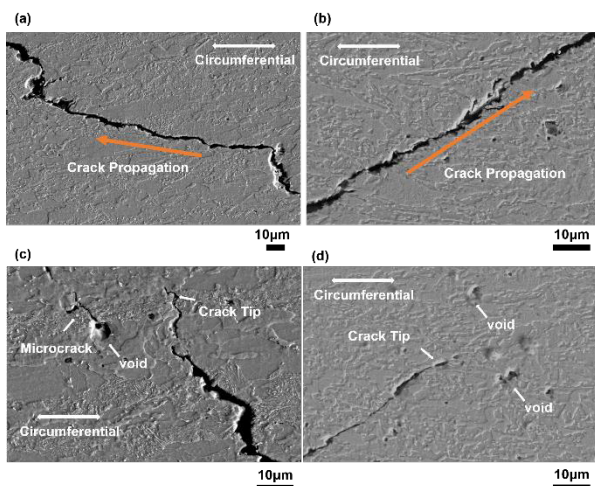 (a)
Circumferential
Crack Propagation
10μm
(b)
Circumferential
Crack Propagation
10μm
(c)
Crack Tip
Microcrack
void
Circumferential
10μm
(d)
Circumferential
void
Crack Tip
void
10μm